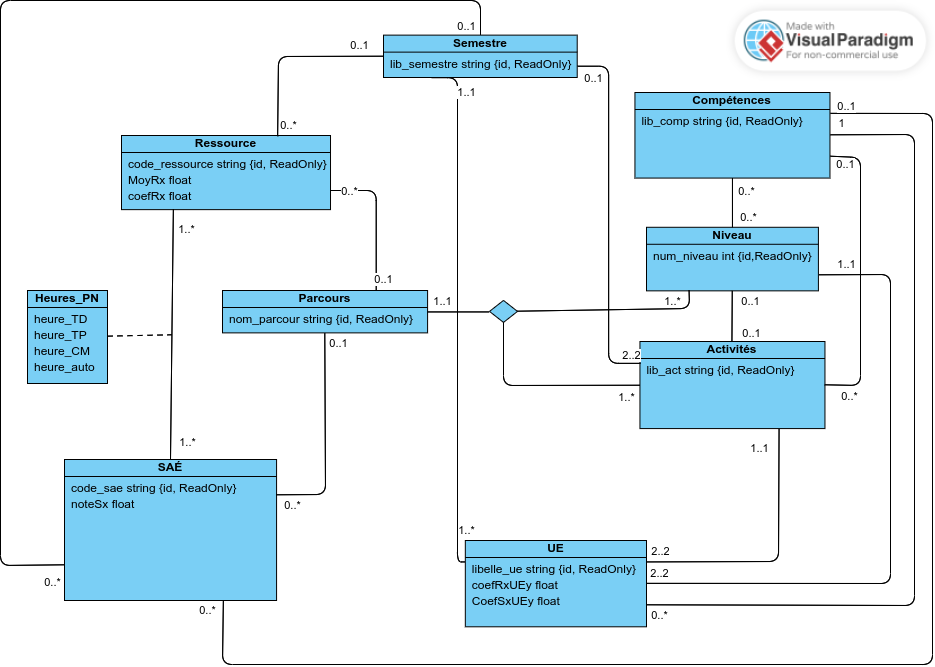 0..1
Made with
VisualParadigm
For non-commercial use
0..1
Semestre
lib_semestre string {id, ReadOnly}
0..1
1..1
0..*
Compétences
lib_comp string {id, ReadOnly}
0..1
1
0..1
Ressource
code_ressource string {id, ReadOnly}
MoyRx float
coefRx float
0..*
0..*
0..*
1..*
Niveau
num_niveau int {id,ReadOnly}
1..1
0..1
Heures_PN
heure_TD
heure_TP
heure_CM
heure_auto
Parcours
nom_parcour string {id, ReadOnly}
1..1
1..*
0..1
0..1
0..1
2..2
Activités
lib_act string {id, ReadOnly}
1..*
0..*
1..*
1..1
SAÉ
code_sae string {id, ReadOnly}
noteSx float
0..*
0..*
0..*
1..*
UE
libelle_ue string {id, ReadOnly}
coefRxUEy float
CoefSxUEy float
2..2
2..2
0..*